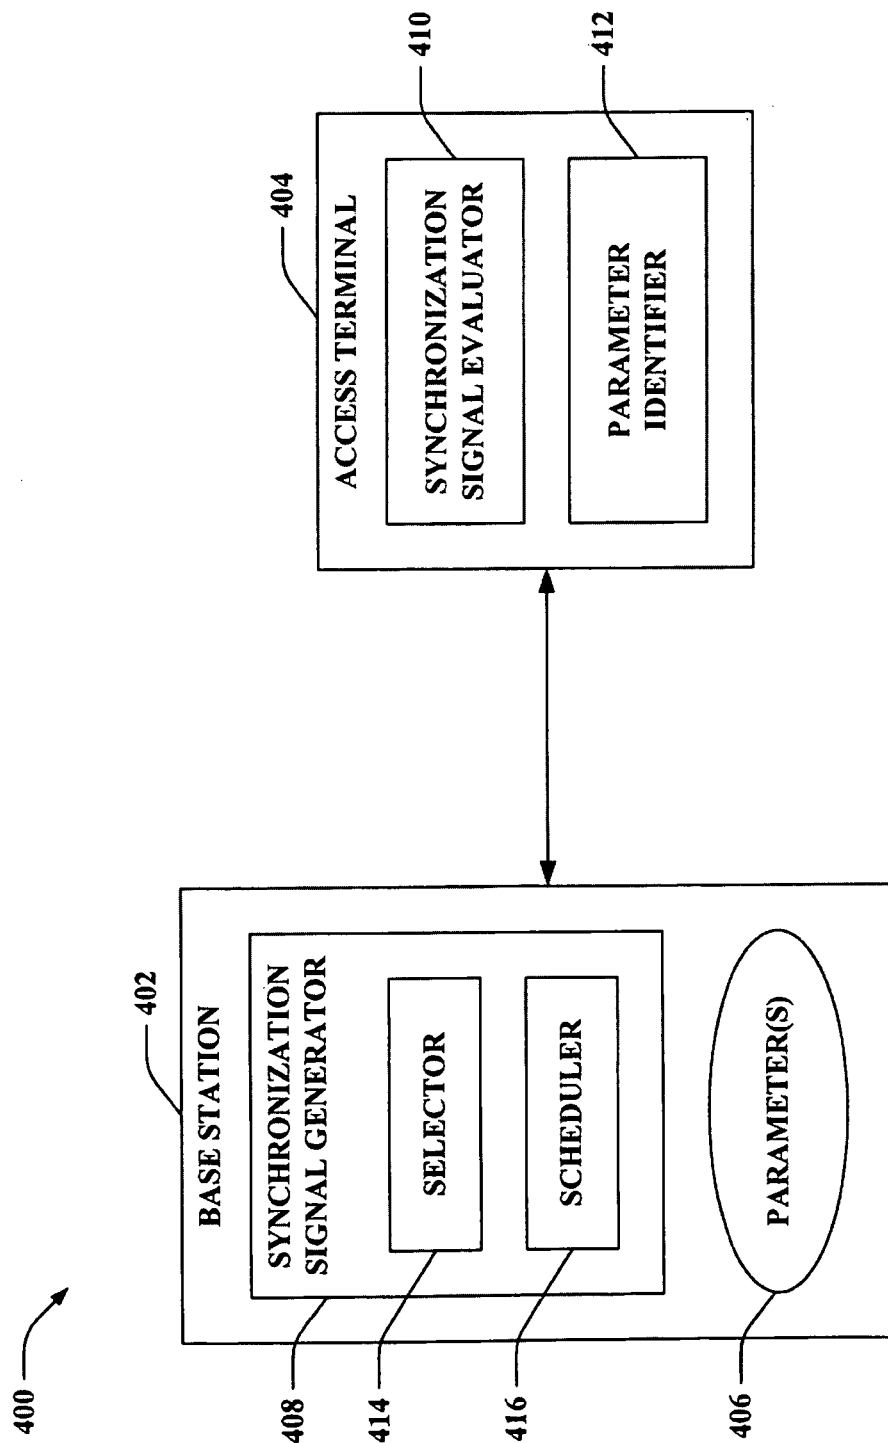 400
402
BASE STATION
408
SYNCHRONIZATION
SIGNAL GENERATOR
414
SELECTOR
416
SCHEDULER
406
PARAMETER(S)
404
ACCESS TERMINAL
410
SYNCHRONIZATION
SIGNAL EVALUATOR
412
PARAMETER
IDENTIFIER